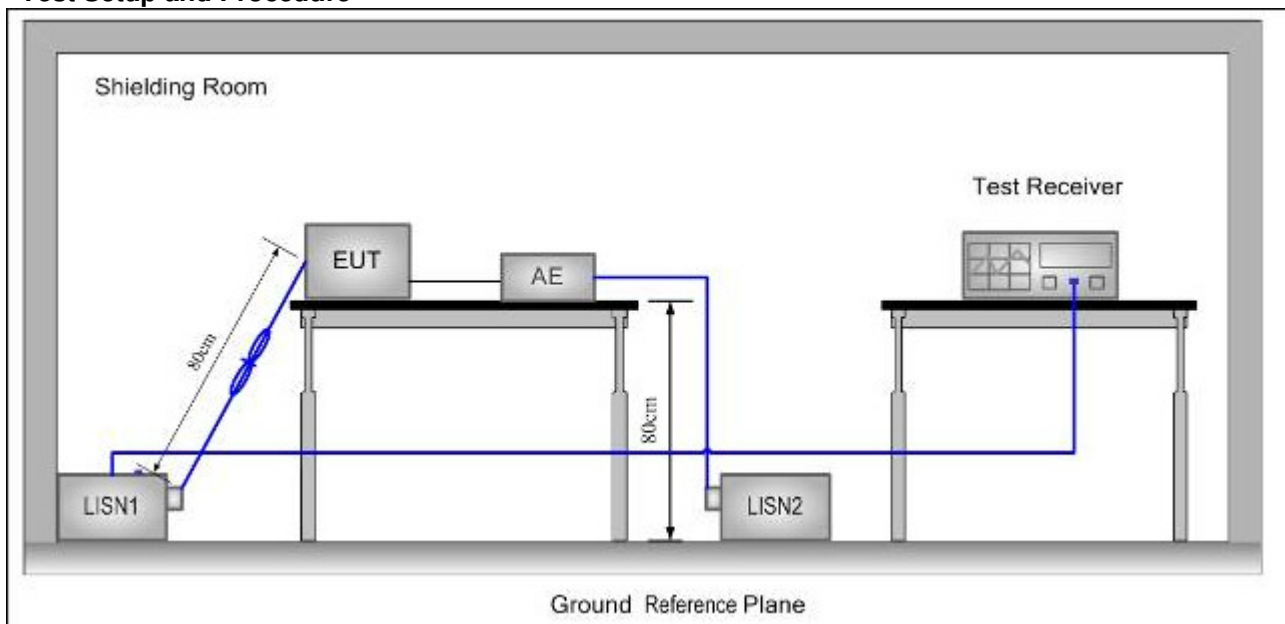 Test Setup and Procedure
Shielding Room
Test Receiver
EUT
AE
80cm
80cm
LISN1
LISN2
Ground Reference Plane